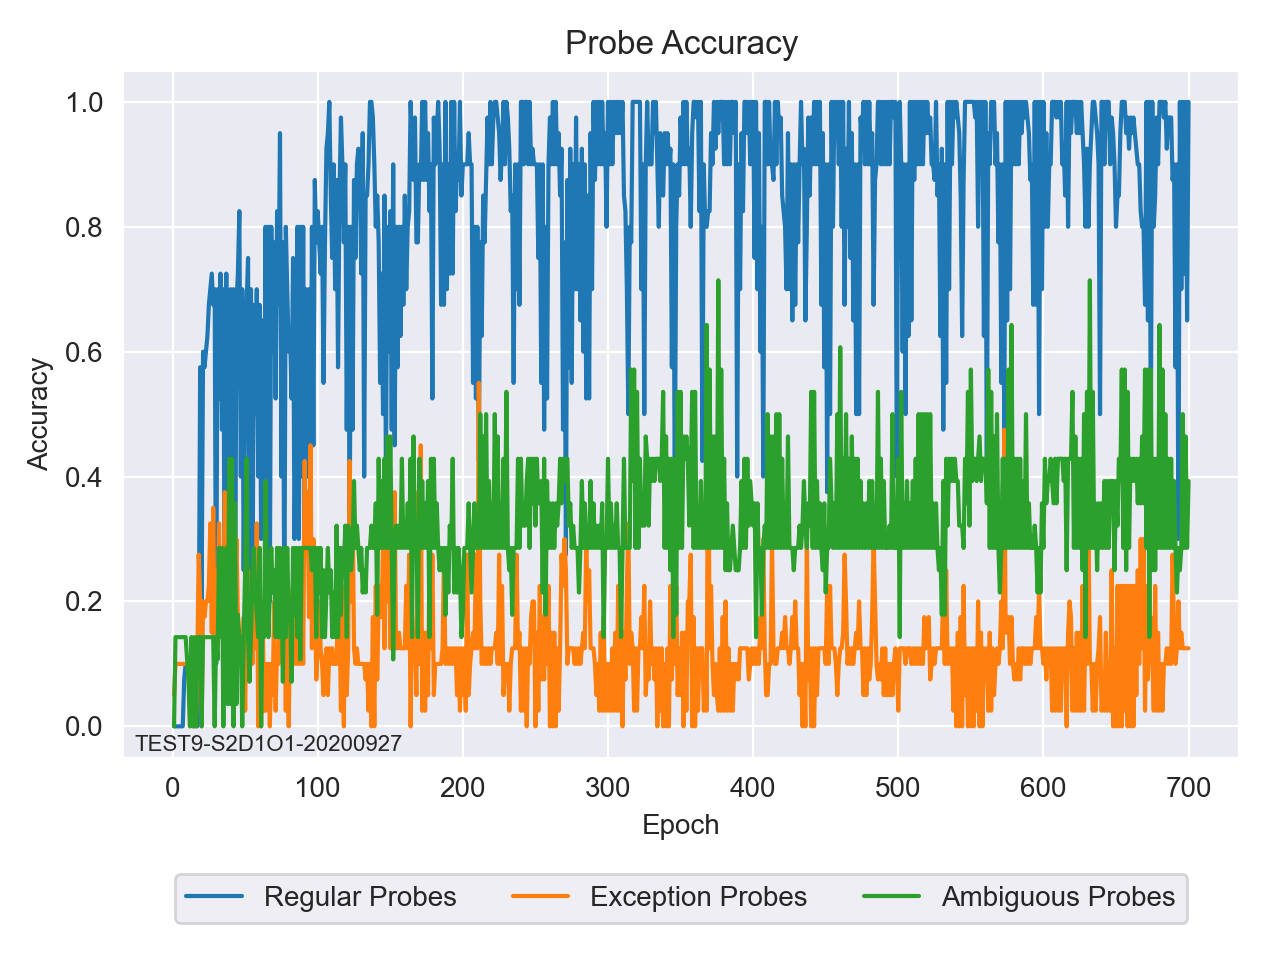 Probe Accuracy
Accuracy
1.0
0.8
0.6
0.4
0.2
0.0
TEST9-S2D1O1-20200927
0 100 200 300 400 500 600 700
Epoch
Regular Probes Exception Probes Ambiguous Probes